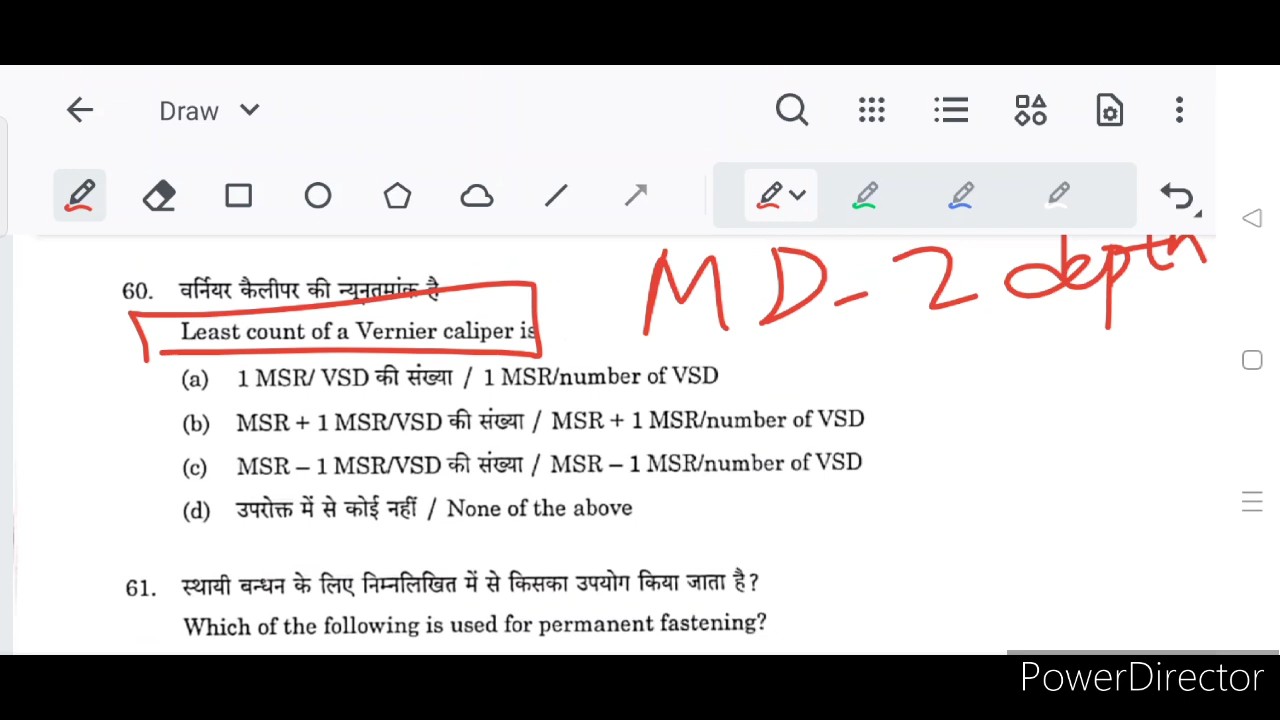 Draw
MD-2 depth
60. वर्नियर कैलीपर की न्यूनतमांक है
Least count of a Vernier caliper is
(a) 1 MSR/ VSD की संख्या / 1 MSR/number of VSD
(b) MSR + 1 MSR/VSD की संख्या / MSR + 1 MSR/number of VSD
(c) MSR – 1 MSR/VSD की संख्या / MSR – 1 MSR/number of VSD
(d) उपरोक्त में से कोई नहीं / None of the above
61. स्थायी बन्धन के लिए निम्नलिखित में से किसका उपयोग किया जाता है?
Which of the following is used for permanent fastening?
PowerDirector